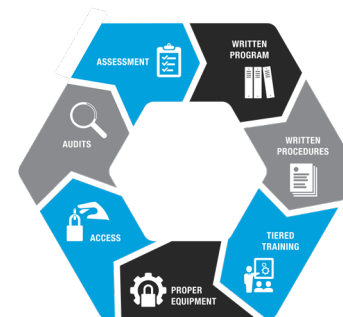 ASSESSMENT
WRITTEN
PROGRAM
WRITTEN
PROCEDURES
TIERED
TRAINING
PROPER
EQUIPMENT
ACCESS
AUDITS